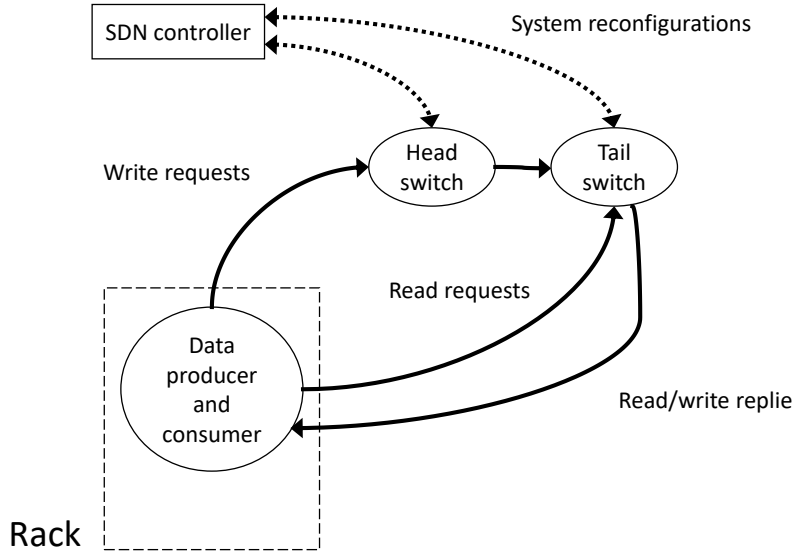 SDN controller
System reconfigurations
Head
switch
Tail
switch
Write requests
Read requests
Data
producer
and
consumer
Read/write replie
Rack